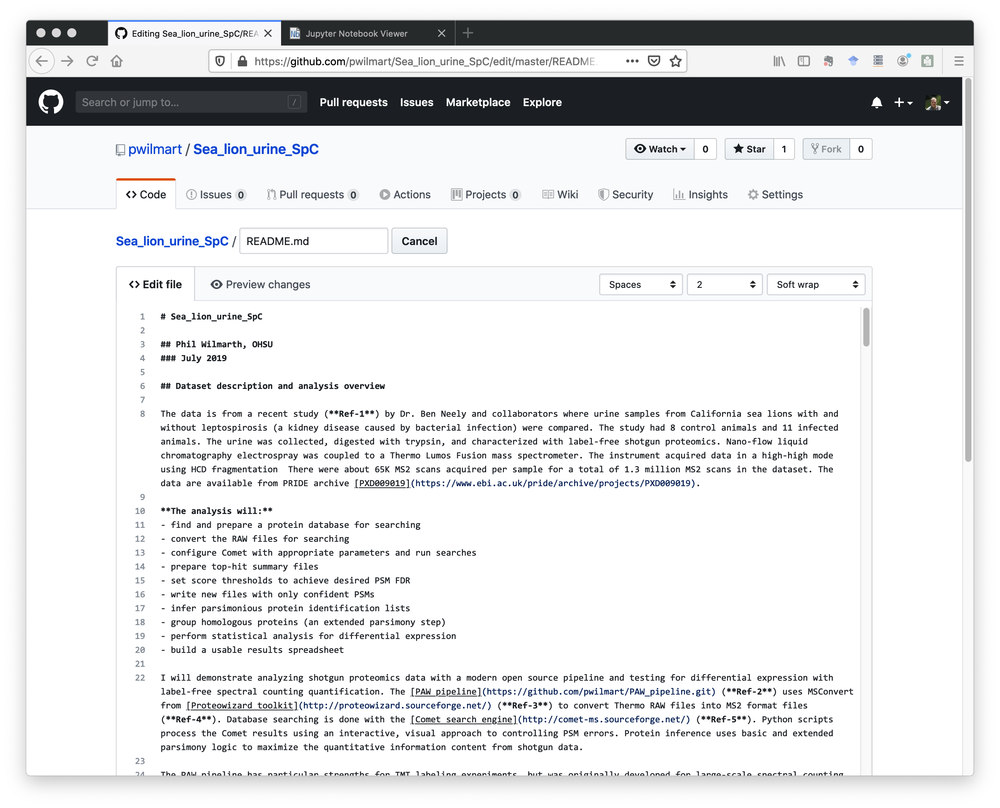 Editing Sea_lion_urine_SpC/REA
Jupyter Notebook Viewer
https://github.com/pwilmart/Sea_lion_urine_SpC/edit/master/README.
Search or jump to... /
Pull requests Issues Marketplace Explore
pwilmart / Sea_lion_urine_SpC
Watch 0 Star 1 Fork 0
Code Issues 0 Pull requests 0 Actions Projects 0 Wiki Security Insights Settings
Sea_lion_urine_SpC / README.md Cancel
Edit file Preview changes Spaces 2 Soft wrap
1 # Sea_lion_urine_SpC
2
3 ## Phil Wilmarth, OHSU
4 ### July 2019
5
6 ## Dataset description and analysis overview
7
8 The data is from a recent study (**Ref-1**) by Dr. Ben Neely and collaborators where urine samples from California sea lions with and
without leptospirosis (a kidney disease caused by bacterial infection) were compared. The study had 8 control animals and 11 infected
animals. The urine was collected, digested with trypsin, and characterized with label-free shotgun proteomics. Nano-flow liquid
chromatography electrospray was coupled to a Thermo Lumos Fusion mass spectrometer. The instrument acquired data in a high-high mode
using HCD fragmentation  There were about 65K MS2 scans acquired per sample for a total of 1.3 million MS2 scans in the dataset. The
data are available from PRIDE archive [PXD009019](https://www.ebi.ac.uk/pride/archive/projects/PXD009019).
9
10 **The analysis will:**
11 - find and prepare a protein database for searching
12 - convert the RAW files for searching
13 - configure Comet with appropriate parameters and run searches
14 - prepare top-hit summary files
15 - set score thresholds to achieve desired PSM FDR
16 - write new files with only confident PSMs
17 - infer parsimonious protein identification lists
18 - group homologous proteins (an extended parsimony step)
19 - perform statistical analysis for differential expression
20 - build a usable results spreadsheet
21
22 I will demonstrate analyzing shotgun proteomics data with a modern open source pipeline and testing for differential expression with
label-free spectral counting quantification. The [PAW pipeline](https://github.com/pwilmart/PAW_pipeline.git) (**Ref-2**) uses MSConvert
from [Proteowizard toolkit](http://proteowizard.sourceforge.net/) (**Ref-3**) to convert Thermo RAW files into MS2 format files
(**Ref-4**). Database searching is done with the [Comet search engine](http://comet-ms.sourceforge.net/) (**Ref-5**). Python scripts
process the Comet results using an interactive, visual approach to controlling PSM errors. Protein inference uses basic and extended
parsimony logic to maximize the quantitative information content from shotgun data.
23
24 The PAW pipeline has particular strengths for TMT labeling experiments, but was originally developed for large-scale spectral counting